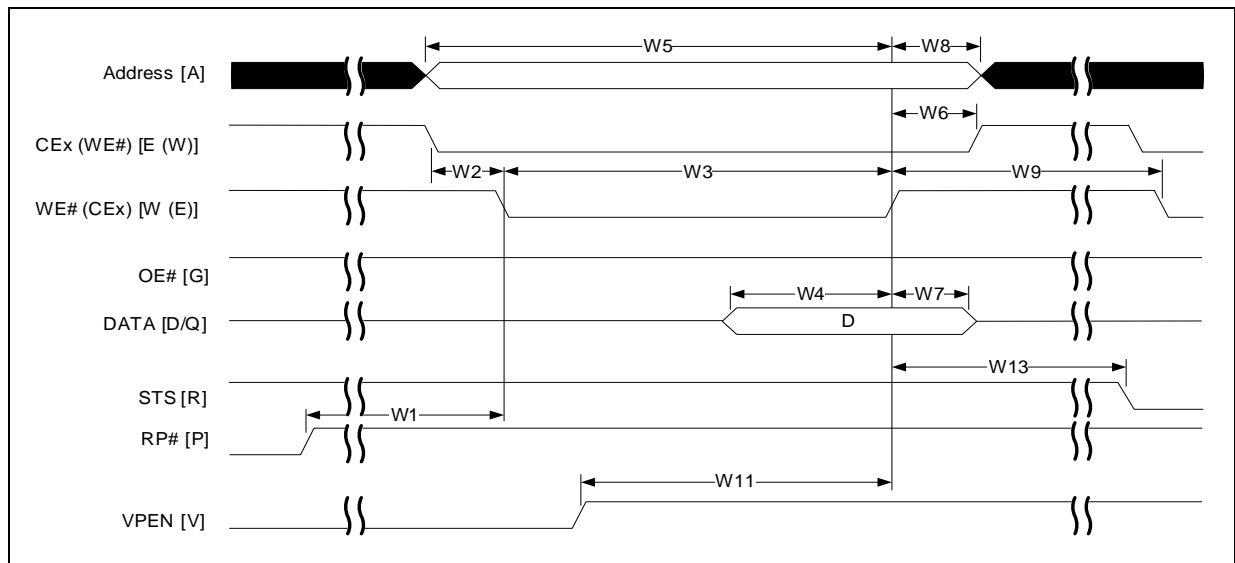 W5
W8
Address [A]
W6
CEx (WE#) [E (W)]
W2
W3
W9
WE# (CEx) [W (E)]
OE# [G]
W4
W7
DATA [D/Q]
D
W13
STS [R]
W1
RP# [P]
W11
VPEN [V]